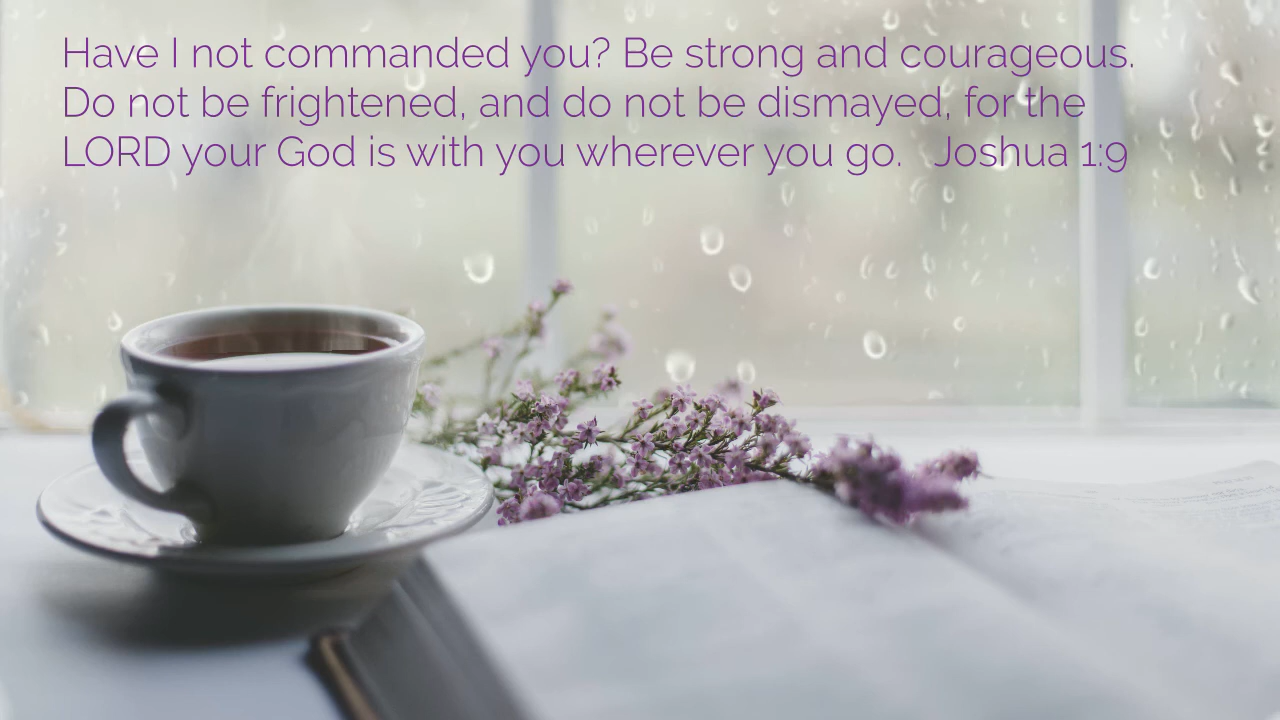 Have I not commanded you? Be strong and courageous.
Do not be frightened, and do not be dismayed, for the
LORD your God is with you wherever you go. Joshua 1:9